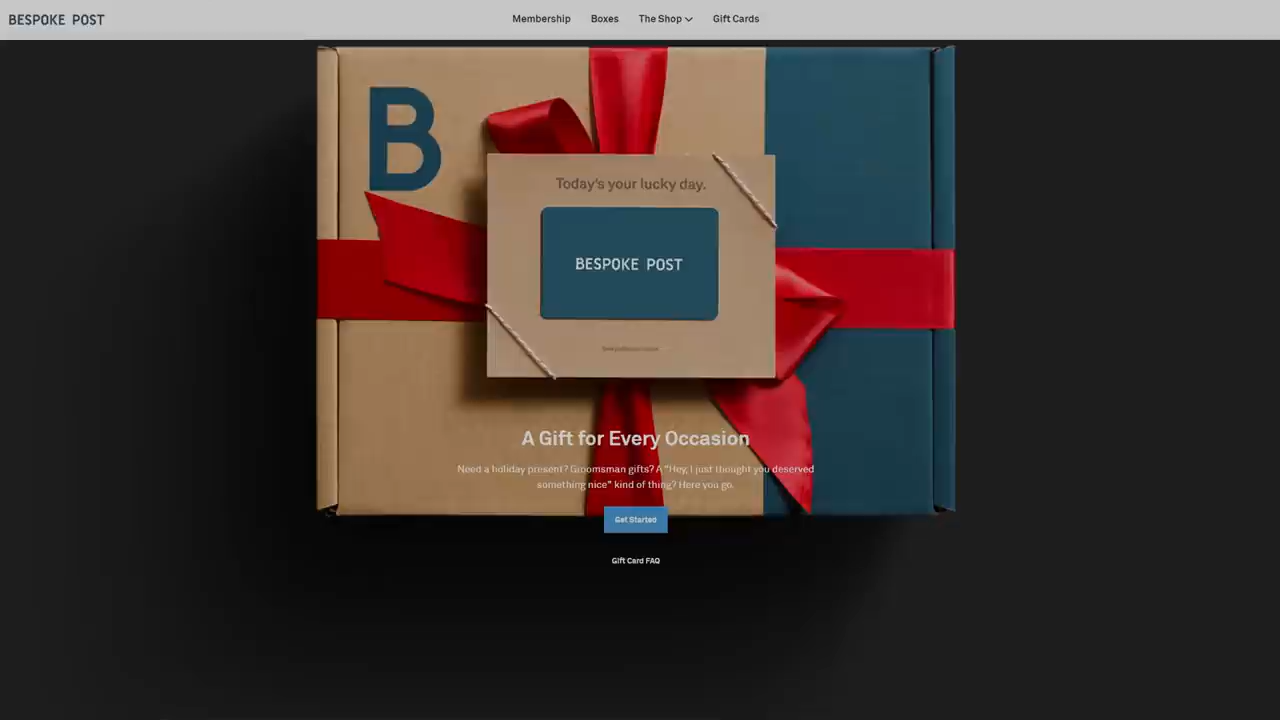 BESPOKE POST
Membership
Boxes
The Shop
Gift Cards
B
Today's your lucky day.
BESPOKE POST
A Gift for Every Occasion
Need a holiday present? Groomsman gifts? A "Hey, I just thought you deserved
something nice" kind of thing? Here you go.
Get Started
Gift Card FAQ